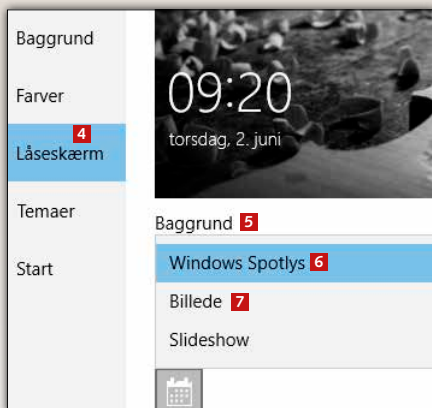 Baggrund
Farver
4
Låseskærm
Temaer
Start
09:20
torsdag, 2. juni
Baggrund 5
Windows Spotlys 6
Billede 7
Slideshow